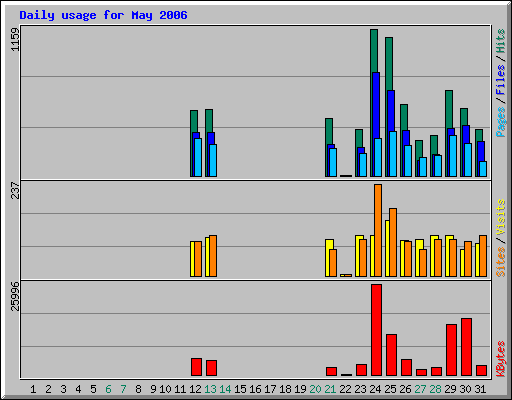 Daily usage for May 2006
1159
Pages / Files / Hits
237
Sites / Visits
25996
KBytes
1 2 3 4 5 6 7 8 9 10 11 12 13 14 15 16 17 18 19 20 21 22 23 24 25 26 27 28 29 30 31